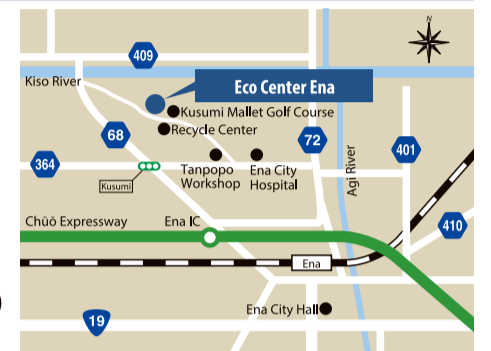 N
409
Kiso River
Eco Center Ena
Kusumi Mallet Golf Course
Recycle Center
68
72
401
364
Kusumi
Tanpopo
Workshop
Ena City
Hospital
Agi River
Chūō Expressway
Ena IC
410
Ena
Ena City Hall
19
)